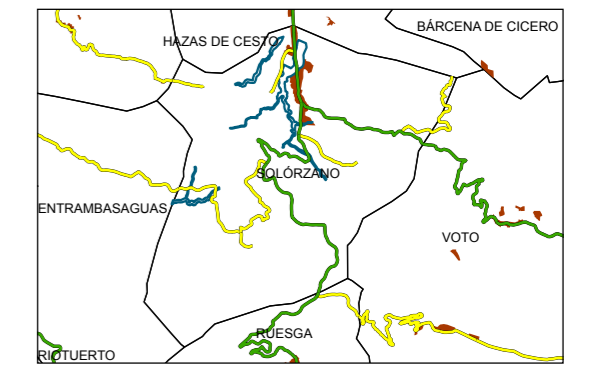 BÁRCENA DE CICERO
HAZAS DE CESTO
SOLÓRZANO
ENTRAMBASAGUAS
VOTO
RUESGA
RIOTUERTO